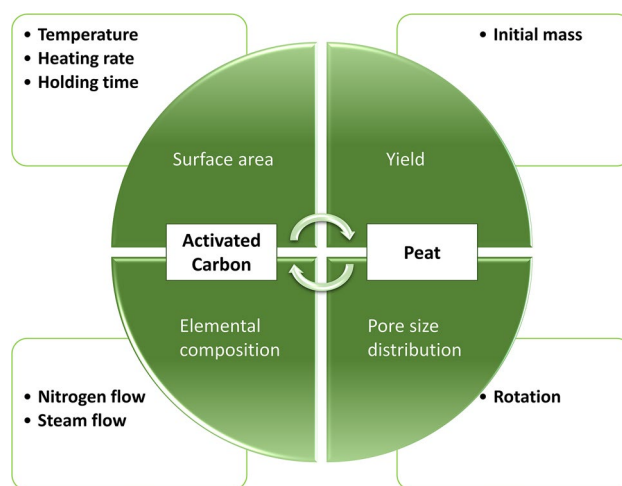 • Temperature
• Heating rate
• Holding time
• Initial mass
Surface area
Yield
Activated
Carbon
Peat
Elemental
composition
Pore size
distribution
• Nitrogen flow
• Steam flow
• Rotation